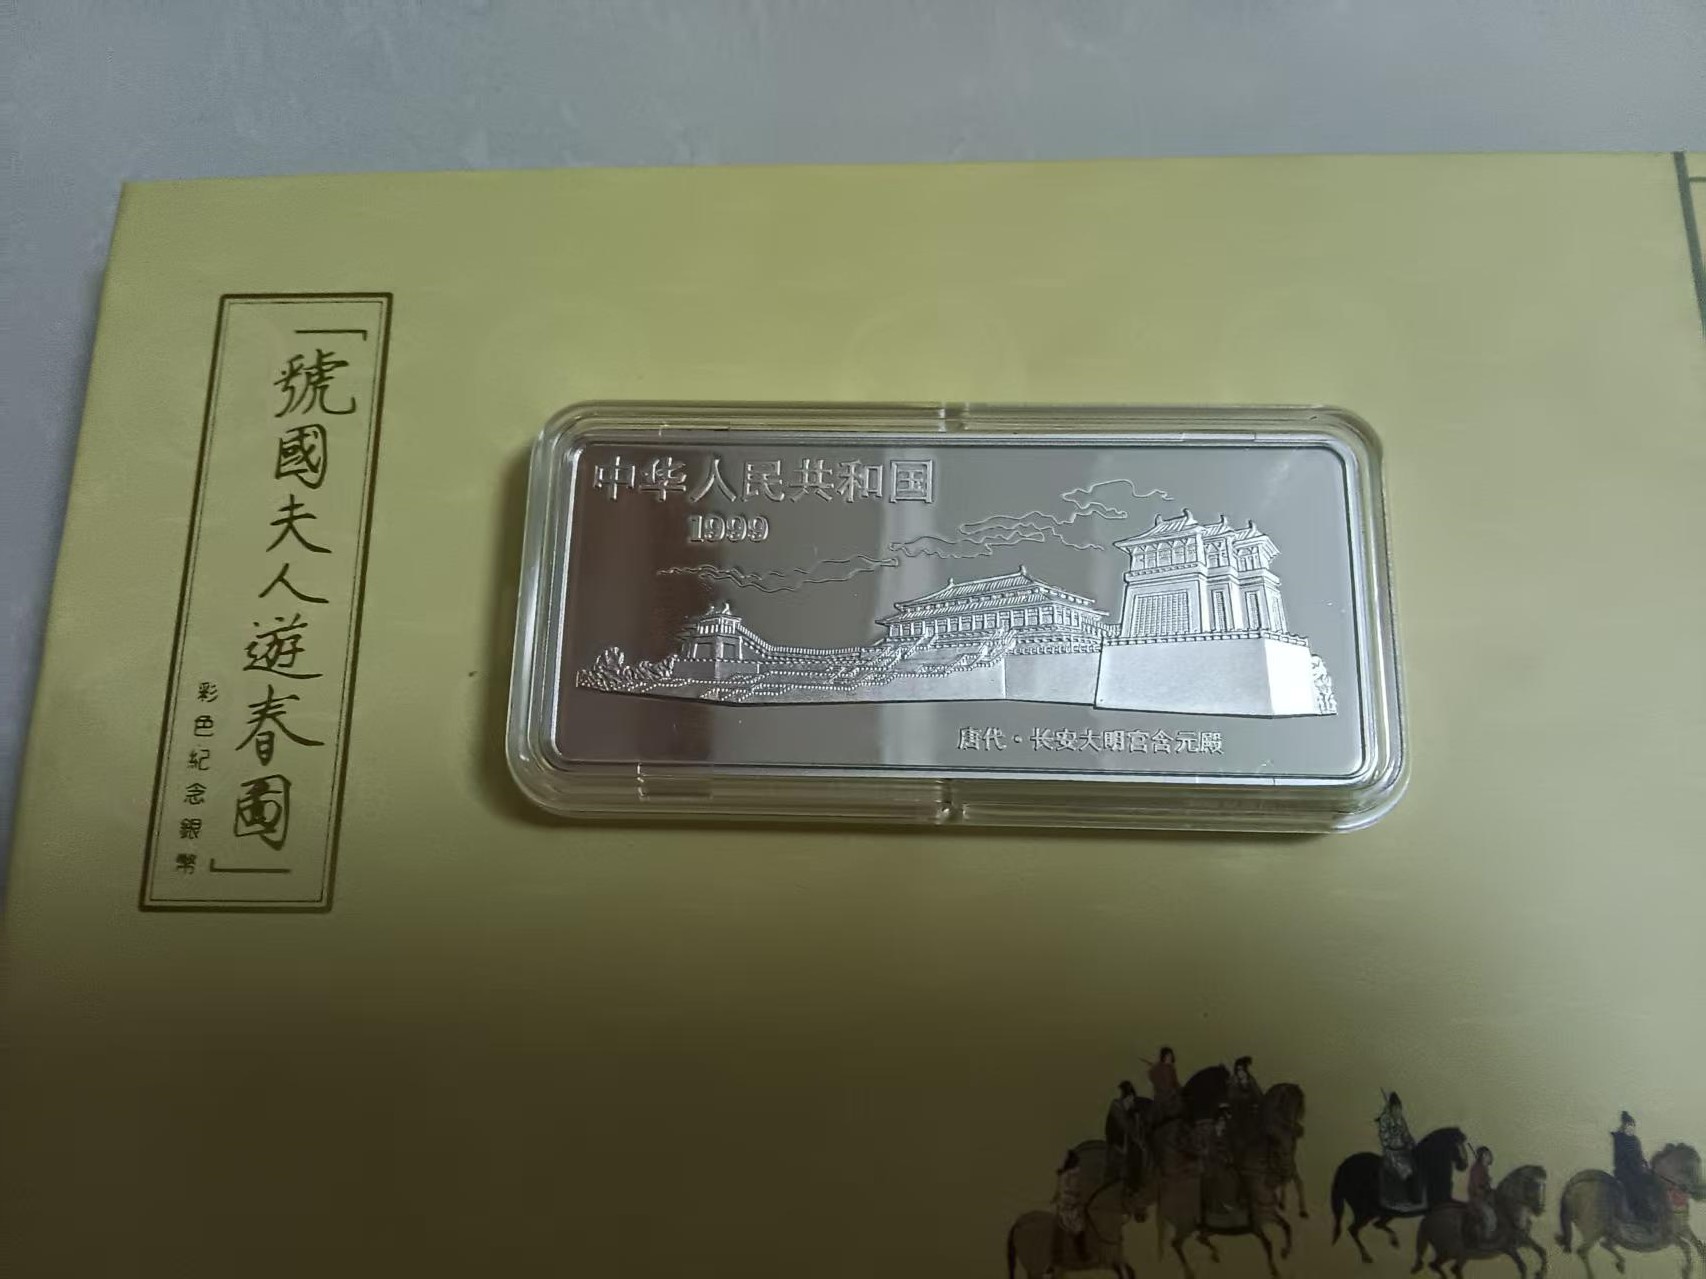 「虢國夫人遊春圖」
彩色紀念銀幣
中华人民共和国
1999
唐代·长安大明宫含元殿